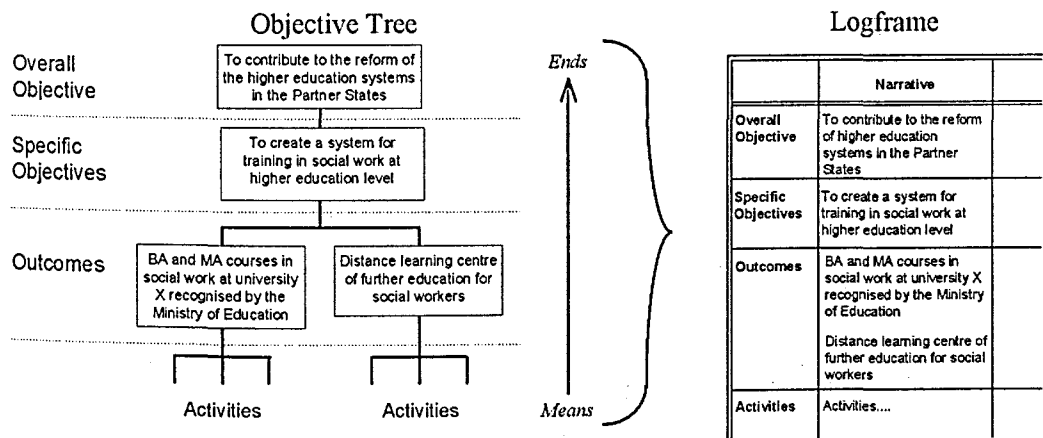 Objective Tree
Overall
Objective
To contribute to the reform of
the higher education systems
in the Partner States
Specific
Objectives
To create a system for
training in social work at
higher education level
Outcomes
BA and MA courses in
social work at university
X recognised by the
Ministry of Education
Distance learning centre
of further education for
social workers
Activities
Activities
Ends
Means
Logframe
Narrative
Overall
Objective
To contribute to the reform
of higher education
systems in the Partner
States
Specific
Objectives
To create a system for
training in social work at
higher education level
Outcomes
BA and MA courses in
social work at university X
recognised by the Ministry
of Education
Distance learning centre of
further education for social
workers
Activities
Activities....